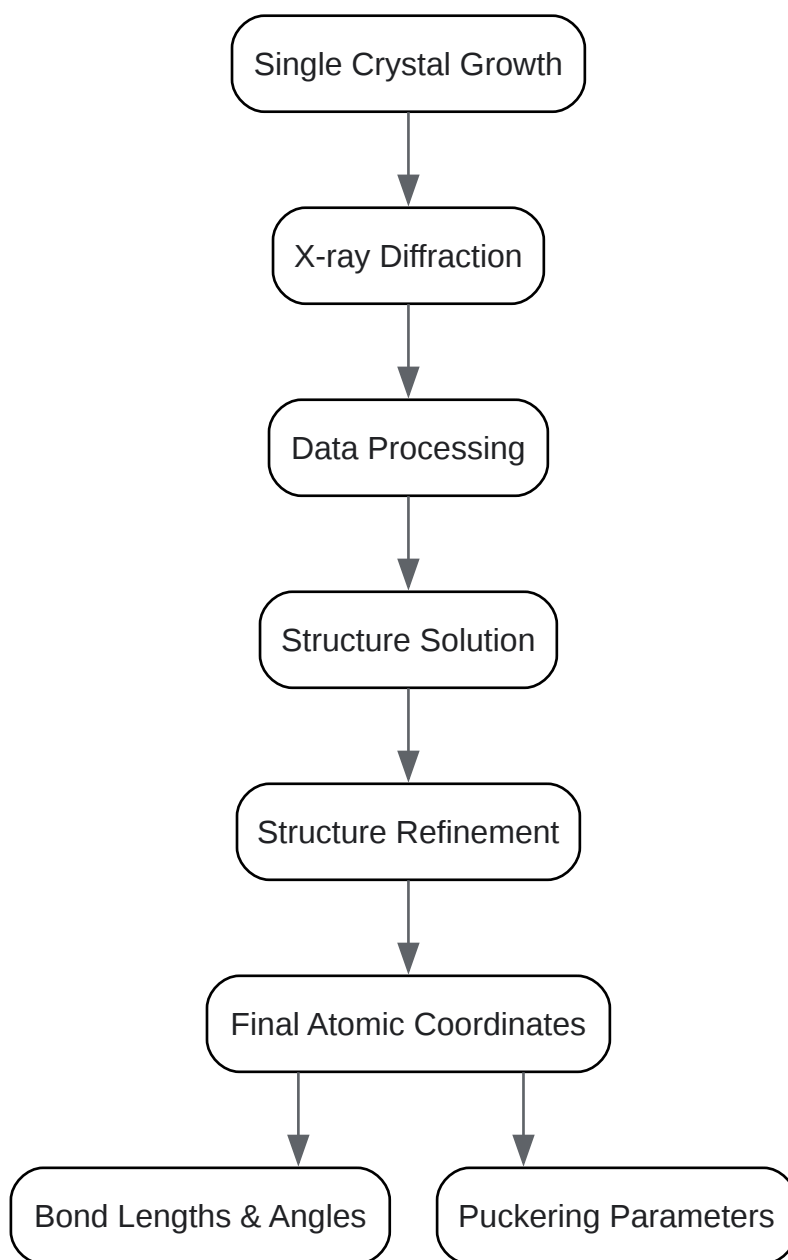 Single Crystal Growth
X-ray Diffraction
Data Processing
Structure Solution
Structure Refinement
Final Atomic Coordinates
Bond Lengths & Angles
Puckering Parameters